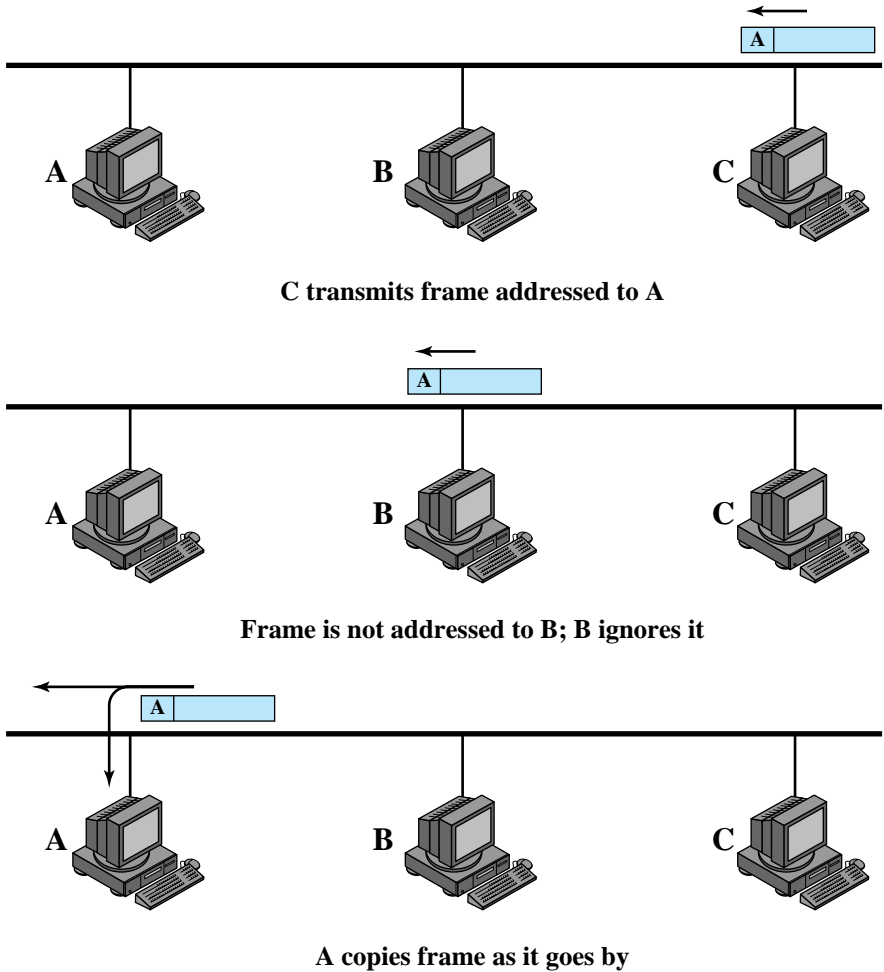 A
A
B
C
C transmits frame addressed to A
A
A
B
C
Frame is not addressed to B; B ignores it
A
A
B
C
A copies frame as it goes by